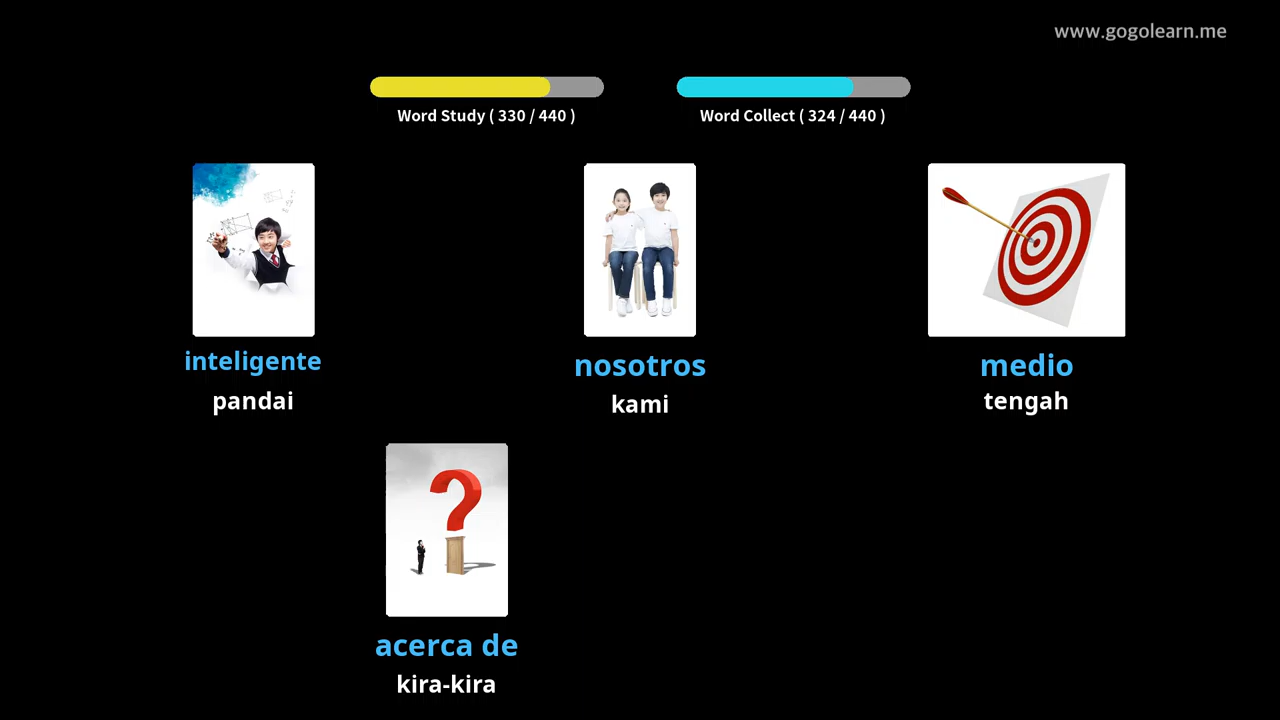 www.gogolearn.me
Word Study ( 330 / 440 )
Word Collect ( 324 / 440 )
inteligente
pandai
nosotros
kami
medio
tengah
acerca de
kira-kira